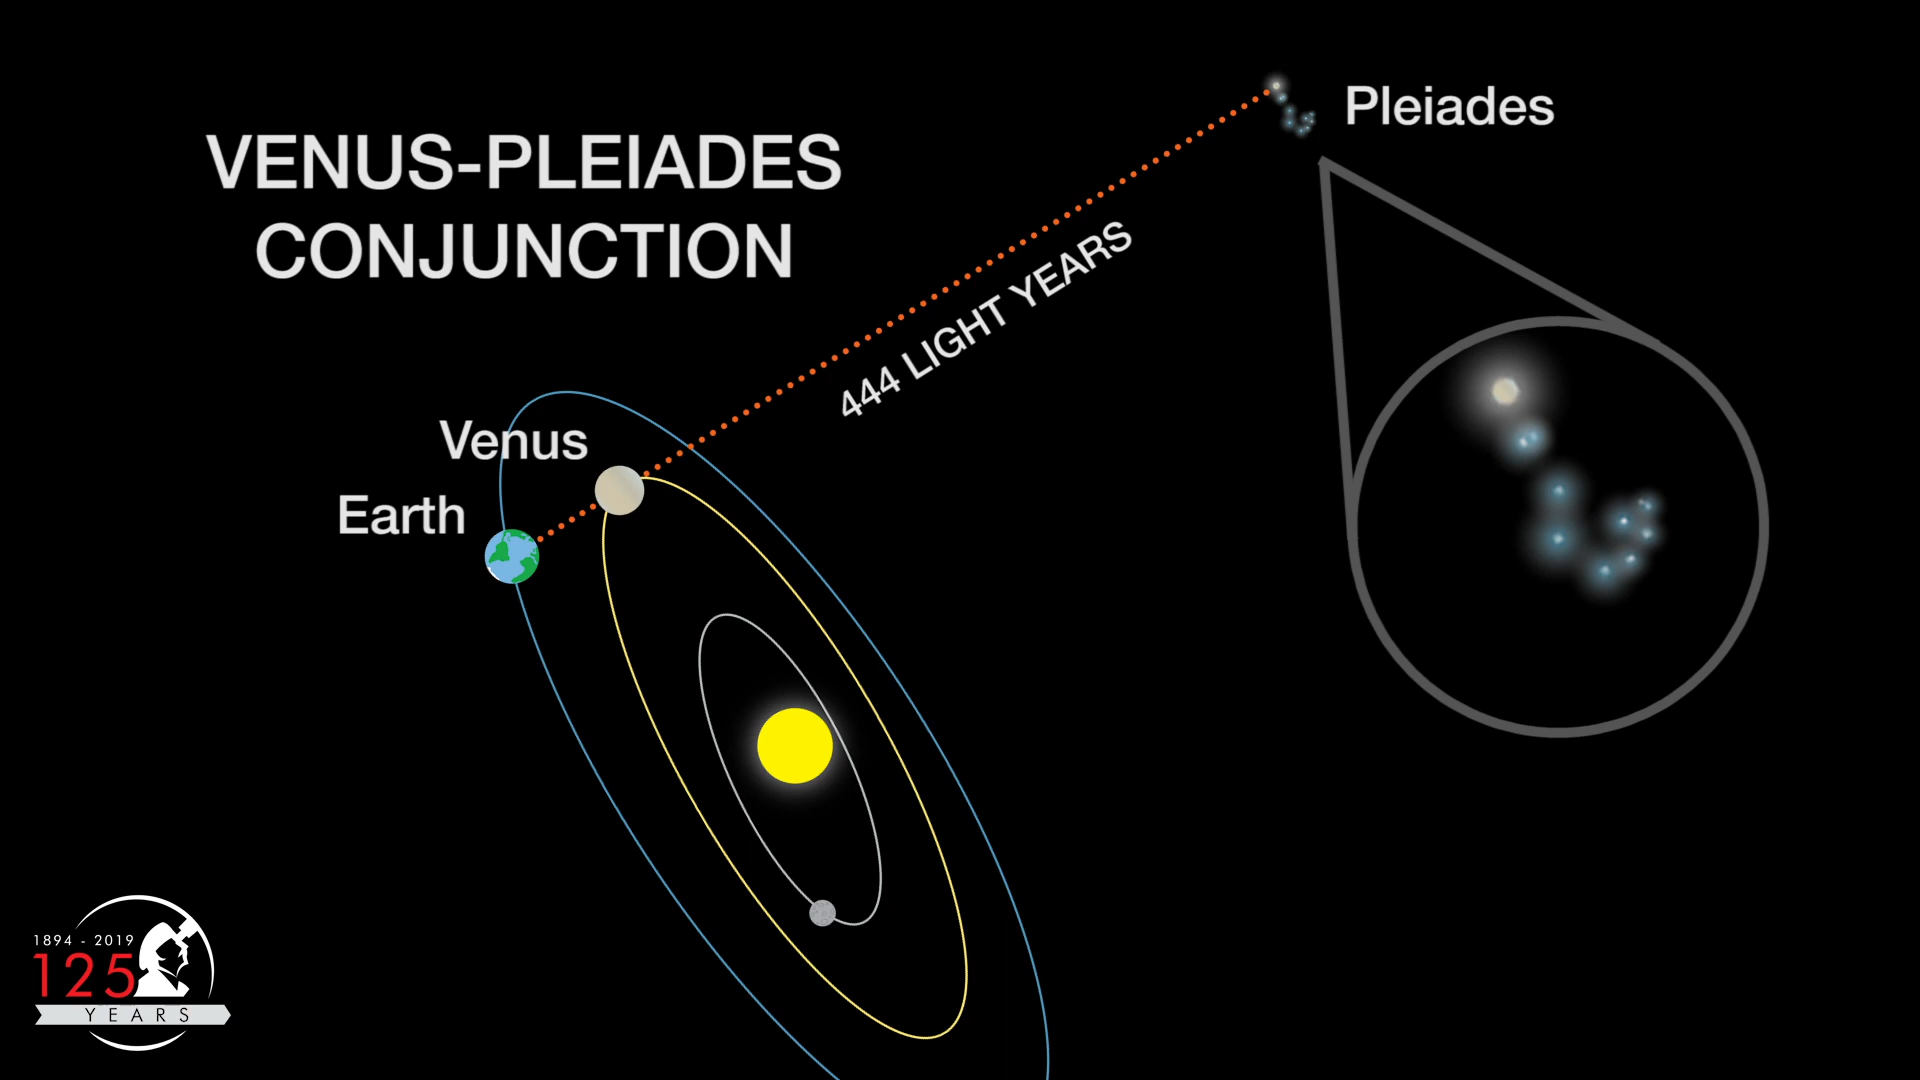 VENUS-PLEIADES
CONJUNCTION
Pleiades
444 LIGHT YEARS
Venus
Earth
1894 - 2019
125
YEARS